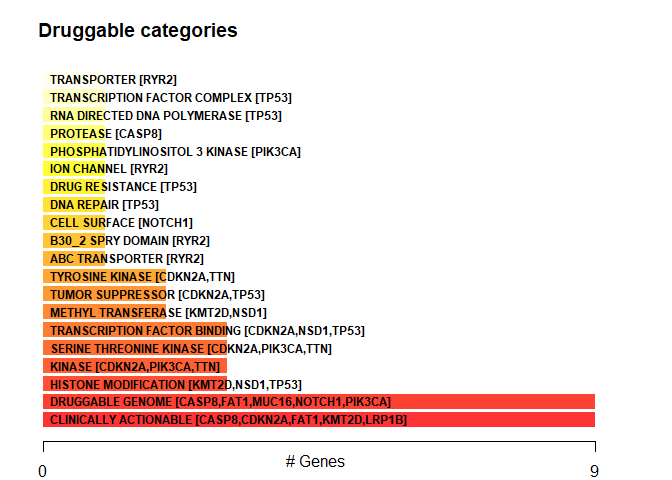 Druggable categories
TRANSPORTER [RYR2]
TRANSCRIPTION FACTOR COMPLEX [TP53]
RNA DIRECTED DNA POLYMERASE [TP53]
PROTEASE [CASP8]
PHOSPHATIDYLINOSITOL 3 KINASE [PIK3CA]
ION CHANNEL [RYR2]
DRUG RESISTANCE [TP53]
DNA REPAIR [TP53]
CELL SURFACE [NOTCH1]
B30_2 SPRY DOMAIN [RYR2]
ABC TRANSPORTER [RYR2]
TYROSINE KINASE [CDKN2A,TTN]
TUMOR SUPPRESSOR [CDKN2A,TP53]
METHYL TRANSFERASE [KMT2D,NSD1]
TRANSCRIPTION FACTOR BINDING [CDKN2A,NSD1,TP53]
SERINE THREONINE KINASE [CDKN2A,PIK3CA,TTN]
KINASE [CDKN2A,PIK3CA,TTN]
HISTONE MODIFICATION [KMT2D,NSD1,TP53]
DRUGGABLE GENOME [CASP8,FAT1,MUC16,NOTCH1,PIK3CA]
CLINICALLY ACTIONABLE [CASP8,CDKN2A,FAT1,KMT2D,LRP1B]
# Genes
0 9